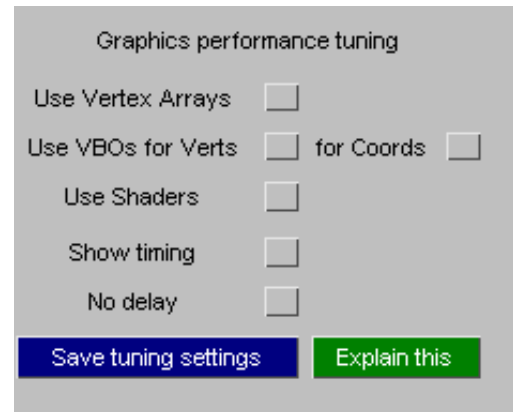 Graphics performance tuning
Use Vertex Arrays
Use VBOs for Verts for Coords
Use Shaders
Show timing
No delay
Save tuning settings Explain this